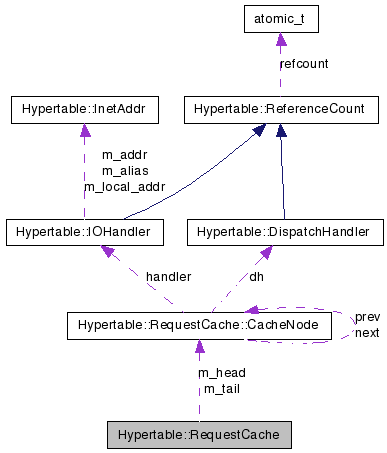 atomic_t
refcount
Hypertable::InetAddr
Hypertable::ReferenceCount
m_addr
m_alias
m_local_addr
Hypertable::IOHandler
Hypertable::DispatchHandler
handler
dh
Hypertable::RequestCache::CacheNode
prev
next
m_head
m_tail
Hypertable::RequestCache